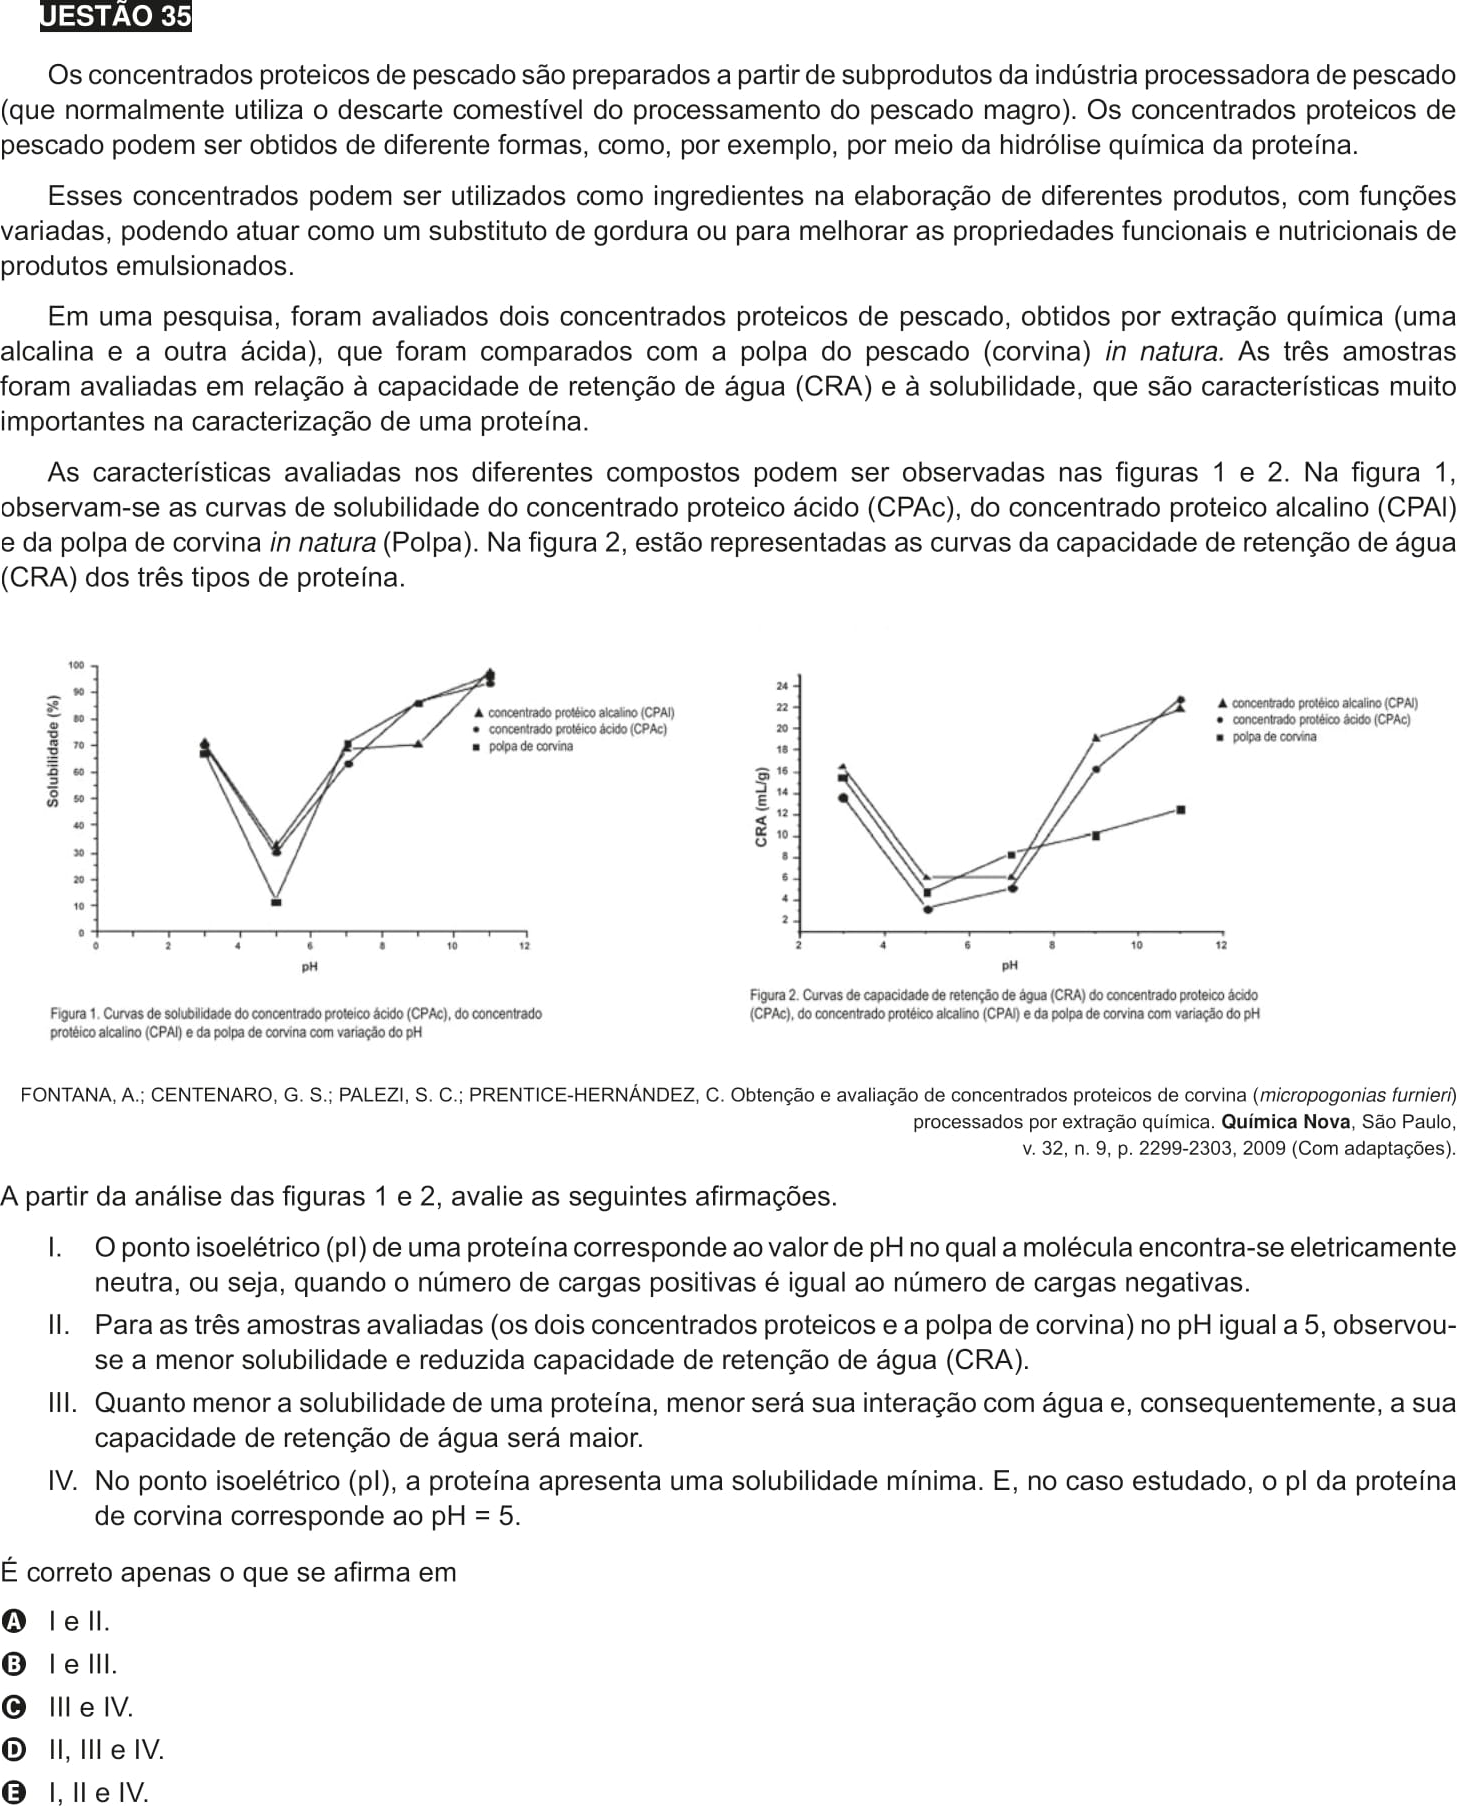 UESTÃO 35
Os concentrados proteicos de pescado são preparados a partir de subprodutos da indústria processadora de pescado
(que normalmente utiliza o descarte comestível do processamento do pescado magro). Os concentrados proteicos de
pescado podem ser obtidos de diferente formas, como, por exemplo, por meio da hidrólise química da proteína.
Esses concentrados podem ser utilizados como ingredientes na elaboração de diferentes produtos, com funções
variadas, podendo atuar como um substituto de gordura ou para melhorar as propriedades funcionais e nutricionais de
produtos emulsionados.
Em uma pesquisa, foram avaliados dois concentrados proteicos de pescado, obtidos por extração química (uma
alcalina e a outra ácida), que foram comparados com a polpa do pescado (corvina) in natura. As três amostras
foram avaliadas em relação à capacidade de retenção de água (CRA) e à solubilidade, que são características muito
importantes na caracterização de uma proteína.
As características avaliadas nos diferentes compostos podem ser observadas nas figuras 1 e 2. Na figura 1,
observam-se as curvas de solubilidade do concentrado proteico ácido (CPAc), do concentrado proteico alcalino (CPAl)
e da polpa de corvina in natura (Polpa). Na figura 2, estão representadas as curvas da capacidade de retenção de água
(CRA) dos três tipos de proteína.
Solubilidade (%)
100
90
80
70
60
50
40
30
20
10
0
0 2 4 6 8 10 12
pH
concentrado protéico alcalino (CPAl)
concentrado protéico ácido (CPAc)
polpa de corvina
Figura 1. Curvas de solubilidade do concentrado proteico ácido (CPAc), do concentrado
protéico alcalino (CPAl) e da polpa de corvina com variação do pH
CRA (mL/g)
24
22
20
18
16
14
12
10
8
6
4
2
2 4 6 8 10 12
pH
concentrado protéico alcalino (CPAl)
concentrado protéico ácido (CPAc)
polpa de corvina
Figura 2. Curvas de capacidade de retenção de água (CRA) do concentrado proteico ácido
(CPAc), do concentrado protéico alcalino (CPAl) e da polpa de corvina com variação do pH
FONTANA, A.; CENTENARO, G. S.; PALEZI, S. C.; PRENTICE-HERNÁNDEZ, C. Obtenção e avaliação de concentrados proteicos de corvina (micropogonias furnieri)
processados por extração química. Química Nova, São Paulo,
v. 32, n. 9, p. 2299-2303, 2009 (Com adaptações).
A partir da análise das figuras 1 e 2, avalie as seguintes afirmações.
I. O ponto isoelétrico (pI) de uma proteína corresponde ao valor de pH no qual a molécula encontra-se eletricamente
neutra, ou seja, quando o número de cargas positivas é igual ao número de cargas negativas.
II. Para as três amostras avaliadas (os dois concentrados proteicos e a polpa de corvina) no pH igual a 5, observou-
se a menor solubilidade e reduzida capacidade de retenção de água (CRA).
III. Quanto menor a solubilidade de uma proteína, menor será sua interação com água e, consequentemente, a sua
capacidade de retenção de água será maior.
IV. No ponto isoelétrico (pI), a proteína apresenta uma solubilidade mínima. E, no caso estudado, o pI da proteína
de corvina corresponde ao pH = 5.
É correto apenas o que se afirma em
A I e II.
B I e III.
C III e IV.
D II, III e IV.
E I, II e IV.